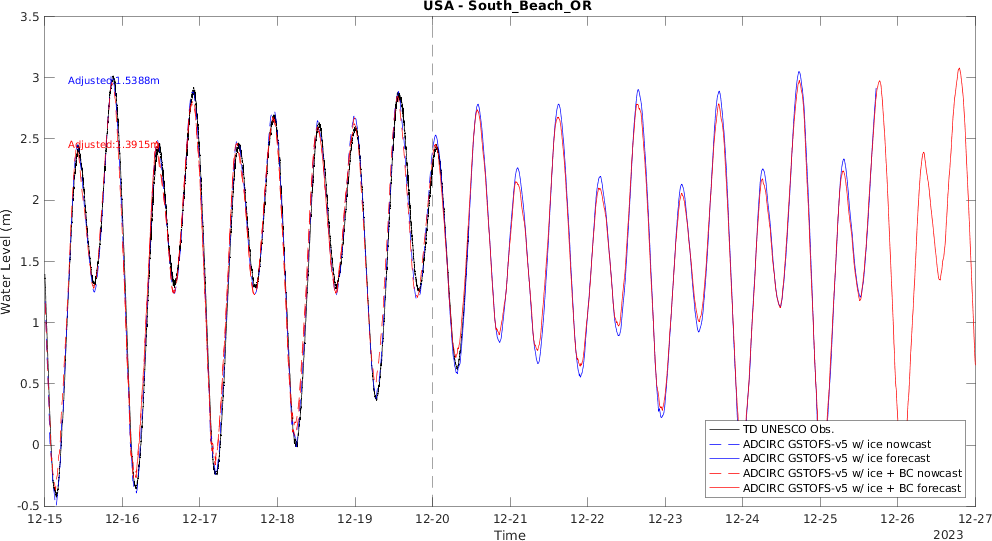 USA - South_Beach_OR
3.5
3
2.5
2
1.5
1
0.5
0
-0.5
Water Level (m)
Adjusted:1.5388m
Adjusted:1.3915m
TD UNESCO Obs.
ADCIRC GSTOFS-v5 w/ ice nowcast
ADCIRC GSTOFS-v5 w/ ice forecast
ADCIRC GSTOFS-v5 w/ ice + BC nowcast
ADCIRC GSTOFS-v5 w/ ice + BC forecast
12-15 12-16 12-17 12-18 12-19 12-20 12-21 12-22 12-23 12-24 12-25 12-26 12-27
Time
2023